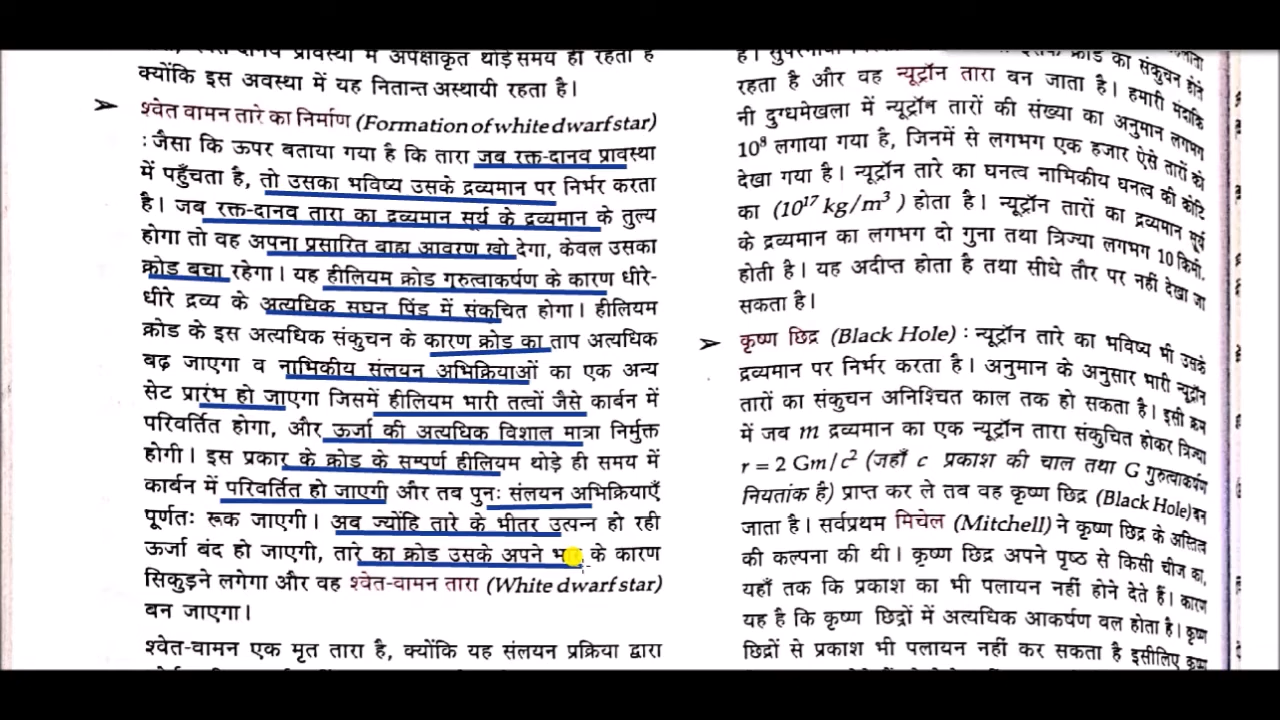 श्वेत-दानव प्रावस्था में अपेक्षाकृत थोड़े समय ही रहता है
क्योंकि इस अवस्था में यह नितान्त अस्थायी रहता है।
➤ श्वेत वामन तारे का निर्माण (Formation of white dwarf star)
: जैसा कि ऊपर बताया गया है कि तारा जब रक्त-दानव प्रावस्था
में पहुँचता है, तो उसका भविष्य उसके द्रव्यमान पर निर्भर करता
है। जब रक्त-दानव तारा का द्रव्यमान सूर्य के द्रव्यमान के तुल्य
होगा तो वह अपना प्रसारित बाह्य आवरण खो देगा, केवल उसका
क्रोड बचा रहेगा। यह हीलियम क्रोड गुरुत्वाकर्षण के कारण धीरे-
धीरे द्रव्य के अत्यधिक सघन पिंड में संकुचित होगा। हीलियम
क्रोड के इस अत्यधिक संकुचन के कारण क्रोड का ताप अत्यधिक
बढ़ जाएगा व नाभिकीय संलयन अभिक्रियाओं का एक अन्य
सेट प्रारंभ हो जाएगा जिसमें हीलियम भारी तत्वों जैसे कार्बन में
परिवर्तित होगा, और ऊर्जा की अत्यधिक विशाल मात्रा निर्मुक्त
होगी। इस प्रकार के क्रोड के सम्पूर्ण हीलियम थोड़े ही समय में
कार्बन में परिवर्तित हो जाएगी और तब पुनः संलयन अभिक्रियाएँ
पूर्णतः रूक जाएगी। अब ज्योंहि तारे के भीतर उत्पन्न हो रही
ऊर्जा बंद हो जाएगी, तारे का क्रोड उसके अपने के कारण
सिकुड़ने लगेगा और वह श्वेत-वामन तारा (White dwarf star)
बन जाएगा।
श्वेत-वामन एक मृत तारा है, क्योंकि यह संलयन प्रक्रिया द्वारा
का संकुचन होते
रहता है और वह न्यूट्रॉन तारा बन जाता है। हमारी मंदाकि
नी दुग्धमेखला में न्यूट्रॉन तारों की संख्या का अनुमान लगभग
10⁸ लगाया गया है, जिनमें से लगभग एक हजार ऐसे तारों को
देखा गया है। न्यूट्रॉन तारे का घनत्व नाभिकीय घनत्व की कोटि
का (10¹⁷ kg/m³) होता है। न्यूट्रॉन तारों का द्रव्यमान सूर्य
के द्रव्यमान का लगभग दो गुना तथा त्रिज्या लगभग 10 किमी.
होती है। यह अदीप्त होता है तथा सीधे तौर पर नहीं देखा जा
सकता है।
➤ कृष्ण छिद्र (Black Hole) : न्यूट्रॉन तारे का भविष्य भी उसके
द्रव्यमान पर निर्भर करता है। अनुमान के अनुसार भारी न्यूट्रॉन
तारों का संकुचन अनिश्चित काल तक हो सकता है। इसी क्रम
में जब m द्रव्यमान का एक न्यूट्रॉन तारा संकुचित होकर त्रिज्या
r = 2 Gm/c² (जहाँ c प्रकाश की चाल तथा G गुरुत्वाकर्षण
नियतांक है) प्राप्त कर ले तब वह कृष्ण छिद्र (Black Hole) बन
जाता है। सर्वप्रथम मिचेल (Mitchell) ने कृष्ण छिद्र के अस्तित्व
की कल्पना की थी। कृष्ण छिद्र अपने पृष्ठ से किसी चीज का,
यहाँ तक कि प्रकाश का भी पलायन नहीं होने देते हैं। कारण
यह है कि कृष्ण छिद्रों में अत्यधिक आकर्षण बल होता है। कृष्ण
छिद्रों से प्रकाश भी पलायन नहीं कर सकता है इसीलिए कृष्ण